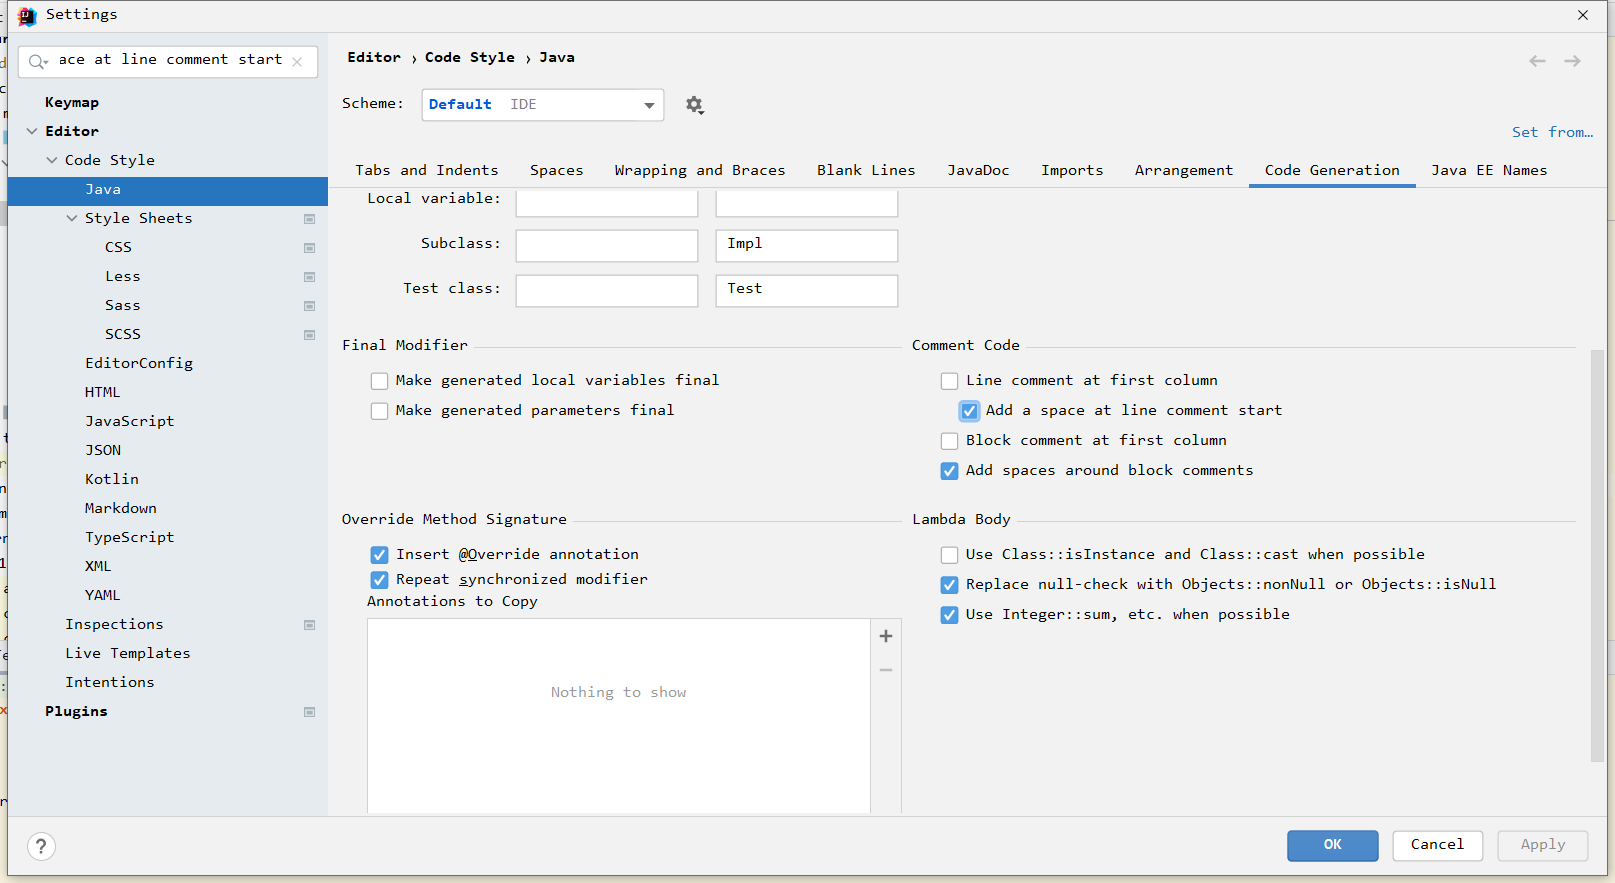 Settings
ace at line comment start
Keymap
Editor
Code Style
Java
Style Sheets
CSS
Less
Sass
SCSS
EditorConfig
HTML
JavaScript
JSON
Kotlin
Markdown
TypeScript
XML
YAML
Inspections
Live Templates
Intentions
Plugins
Editor › Code Style › Java
Scheme: Default IDE
Set from…
Tabs and Indents Spaces Wrapping and Braces Blank Lines JavaDoc Imports Arrangement Code Generation Java EE Names
Local variable:
Subclass: Impl
Test class: Test
Final Modifier
Make generated local variables final
Make generated parameters final
Comment Code
Line comment at first column
Add a space at line comment start
Block comment at first column
Add spaces around block comments
Override Method Signature
Insert @Override annotation
Repeat synchronized modifier
Annotations to Copy
Nothing to show
Lambda Body
Use Class::isInstance and Class::cast when possible
Replace null-check with Objects::nonNull or Objects::isNull
Use Integer::sum, etc. when possible
?
OK Cancel Apply